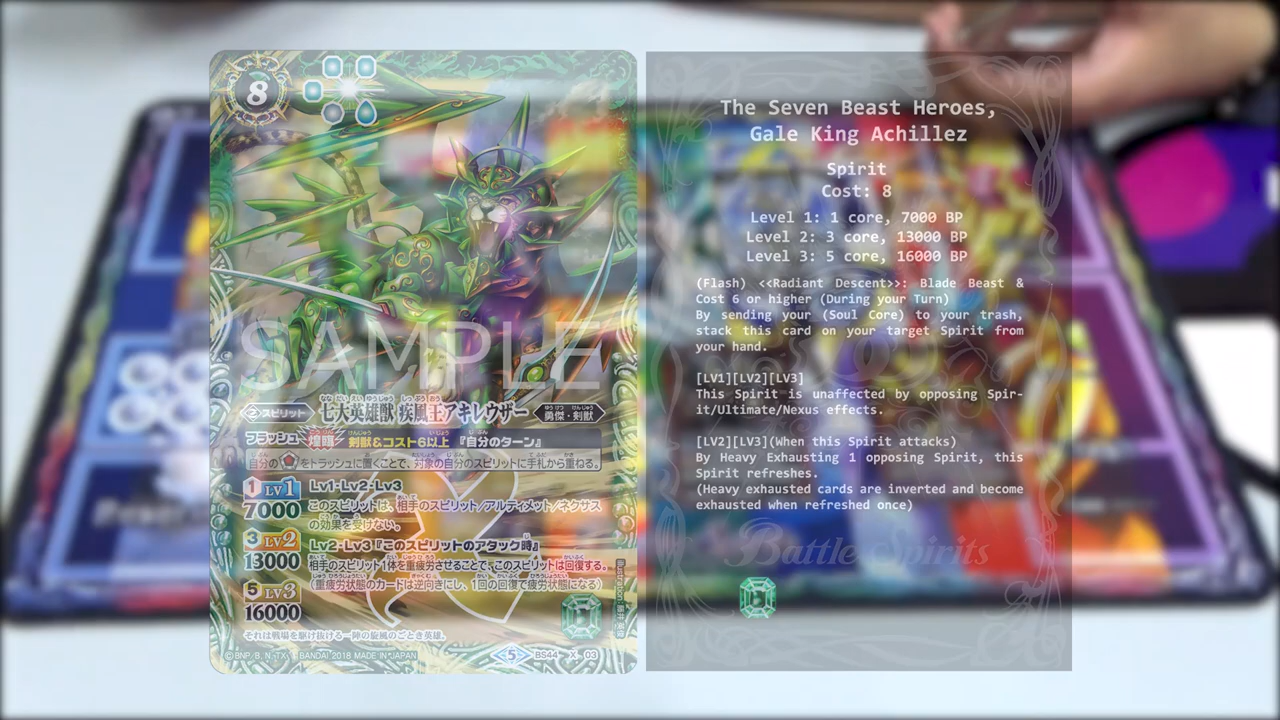 8
SAMPLE
②スピリット
七大英雄獣 疾風王アキレウザー
勇傑・剣獣
フラッシュ 煌臨 剣獣&コスト6以上 『自分のターン』
自分の をトラッシュに置くことで、対象の自分のスピリットに手札から重ねる。
1 LV1
7000
Lv1・Lv2・Lv3
このスピリットは、相手のスピリット/アルティメット/ネクサス
の効果を受けない。
3 LV2
13000
Lv2・Lv3『このスピリットのアタック時』
相手のスピリット1体を重疲労させることで、このスピリットは回復する。
(重疲労状態のカードは逆向きにし、1回の回復で疲労状態になる)
5 LV3
16000
それは戦場を駆け抜ける一陣の旋風のごとき英雄。
©BNP/B, N, TX ©BANDAI 2018 MADE IN JAPAN
5
BS44 - X 03
The Seven Beast Heroes,
Gale King Achillez
Spirit
Cost: 8
Level 1: 1 core, 7000 BP
Level 2: 3 core, 13000 BP
Level 3: 5 core, 16000 BP
(Flash) <<Radiant Descent>>: Blade Beast &
Cost 6 or higher (During your Turn)
By sending your (Soul Core) to your trash,
stack this card on your target Spirit from
your hand.
[LV1][LV2][LV3]
This Spirit is unaffected by opposing Spir-
it/Ultimate/Nexus effects.
[LV2][LV3](When this Spirit attacks)
By Heavy Exhausting 1 opposing Spirit, this
Spirit refreshes.
(Heavy exhausted cards are inverted and become
exhausted when refreshed once)
Battle Spirits